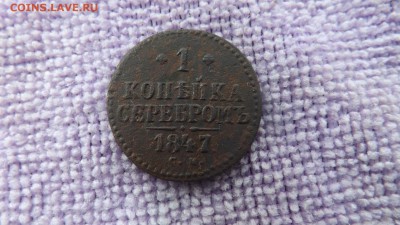 COINS.LAVE.RU
1
КОПѢЙКА
СЕРЕБРОМЪ
1847
С.М.